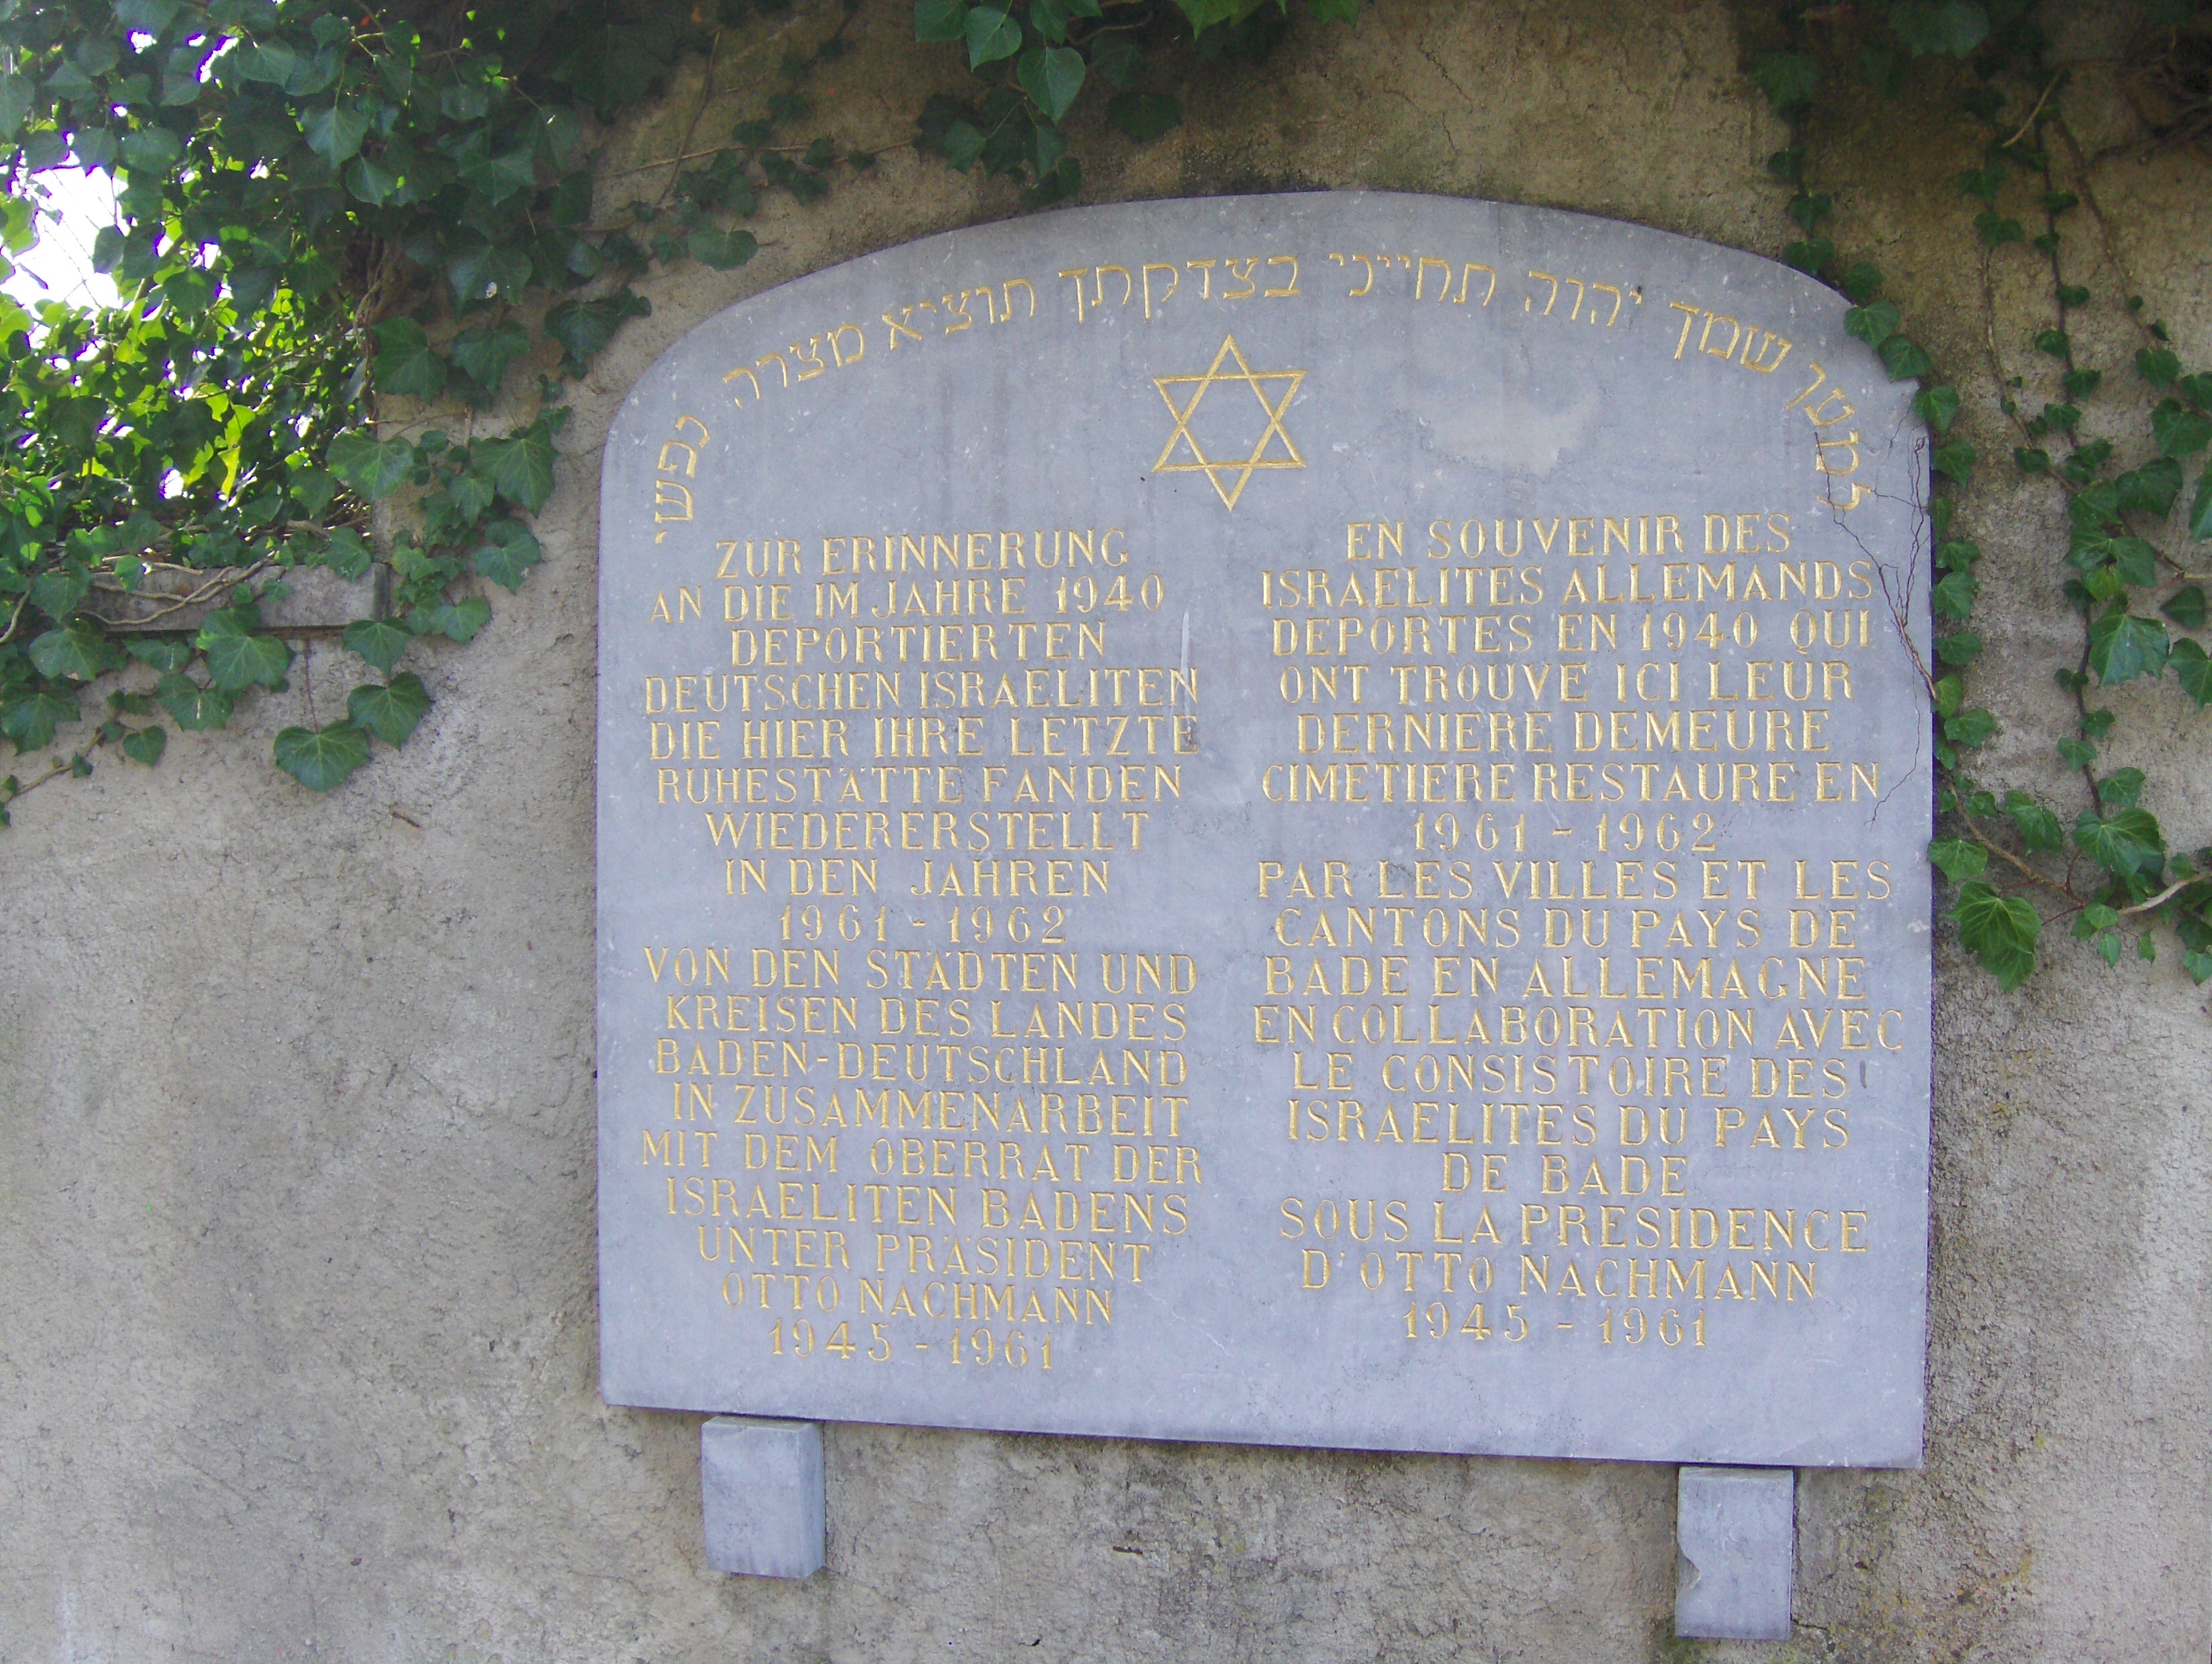 למטן שמך יהוה תחייני בצדקתך תוציא מצרה נפשי
ZUR ERINNERUNG
AN DIE IM JAHRE 1940
DEPORTIERTEN
DEUTSCHEN ISRAELITEN
DIE HIER IHRE LETZTE
RUHESTÄTTE FANDEN
WIEDERERSTELLT
IN DEN JAHREN
1961 - 1962
VON DEN STÄDTEN UND
KREISEN DES LANDES
BADEN-DEUTSCHLAND
IN ZUSAMMENARBEIT
MIT DEM OBERRAT DER
ISRAELITEN BADENS
UNTER PRÄSIDENT
OTTO NACHMANN
1945 - 1961
EN SOUVENIR DES
ISRAELITES ALLEMANDS
DEPORTES EN 1940 QUI
ONT TROUVE ICI LEUR
DERNIERE DEMEURE
CIMETIERE RESTAURE EN
1961 - 1962
PAR LES VILLES ET LES
CANTONS DU PAYS DE
BADE EN ALLEMAGNE
EN COLLABORATION AVEC
LE CONSISTOIRE DES
ISRAELITES DU PAYS
DE BADE
SOUS LA PRESIDENCE
D'OTTO NACHMANN
1945 - 1961